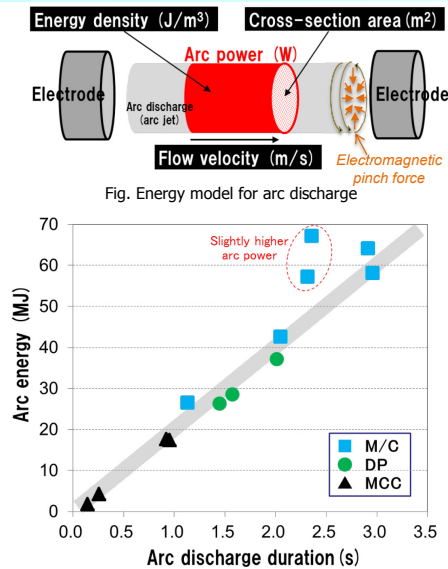 Energy density (J/m³)
Cross-section area (m²)
Arc power (W)
Electrode
Arc discharge
(arc jet)
Electrode
Flow velocity (m/s)
Electromagnetic
pinch force
Fig. Energy model for arc discharge
70
60
50
40
30
20
10
0
Arc energy (MJ)
Slightly higher
arc power
M/C
DP
MCC
0.0 0.5 1.0 1.5 2.0 2.5 3.0 3.5
Arc discharge duration (s)